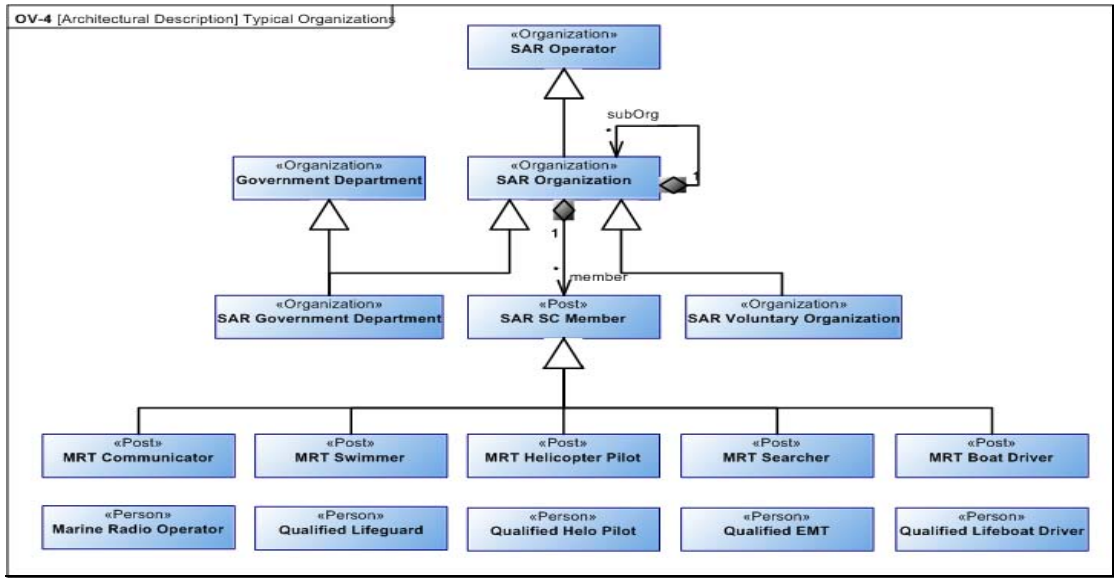 OV-4 [Architectural Description] Typical Organizations
«Organization»
SAR Operator
subOrg
*
«Organization»
Government Department
«Organization»
SAR Organization
1
1
*
member
«Organization»
SAR Government Department
«Post»
SAR SC Member
«Organization»
SAR Voluntary Organization
«Post»
MRT Communicator
«Post»
MRT Swimmer
«Post»
MRT Helicopter Pilot
«Post»
MRT Searcher
«Post»
MRT Boat Driver
«Person»
Marine Radio Operator
«Person»
Qualified Lifeguard
«Person»
Qualified Helo Pilot
«Person»
Qualified EMT
«Person»
Qualified Lifeboat Driver